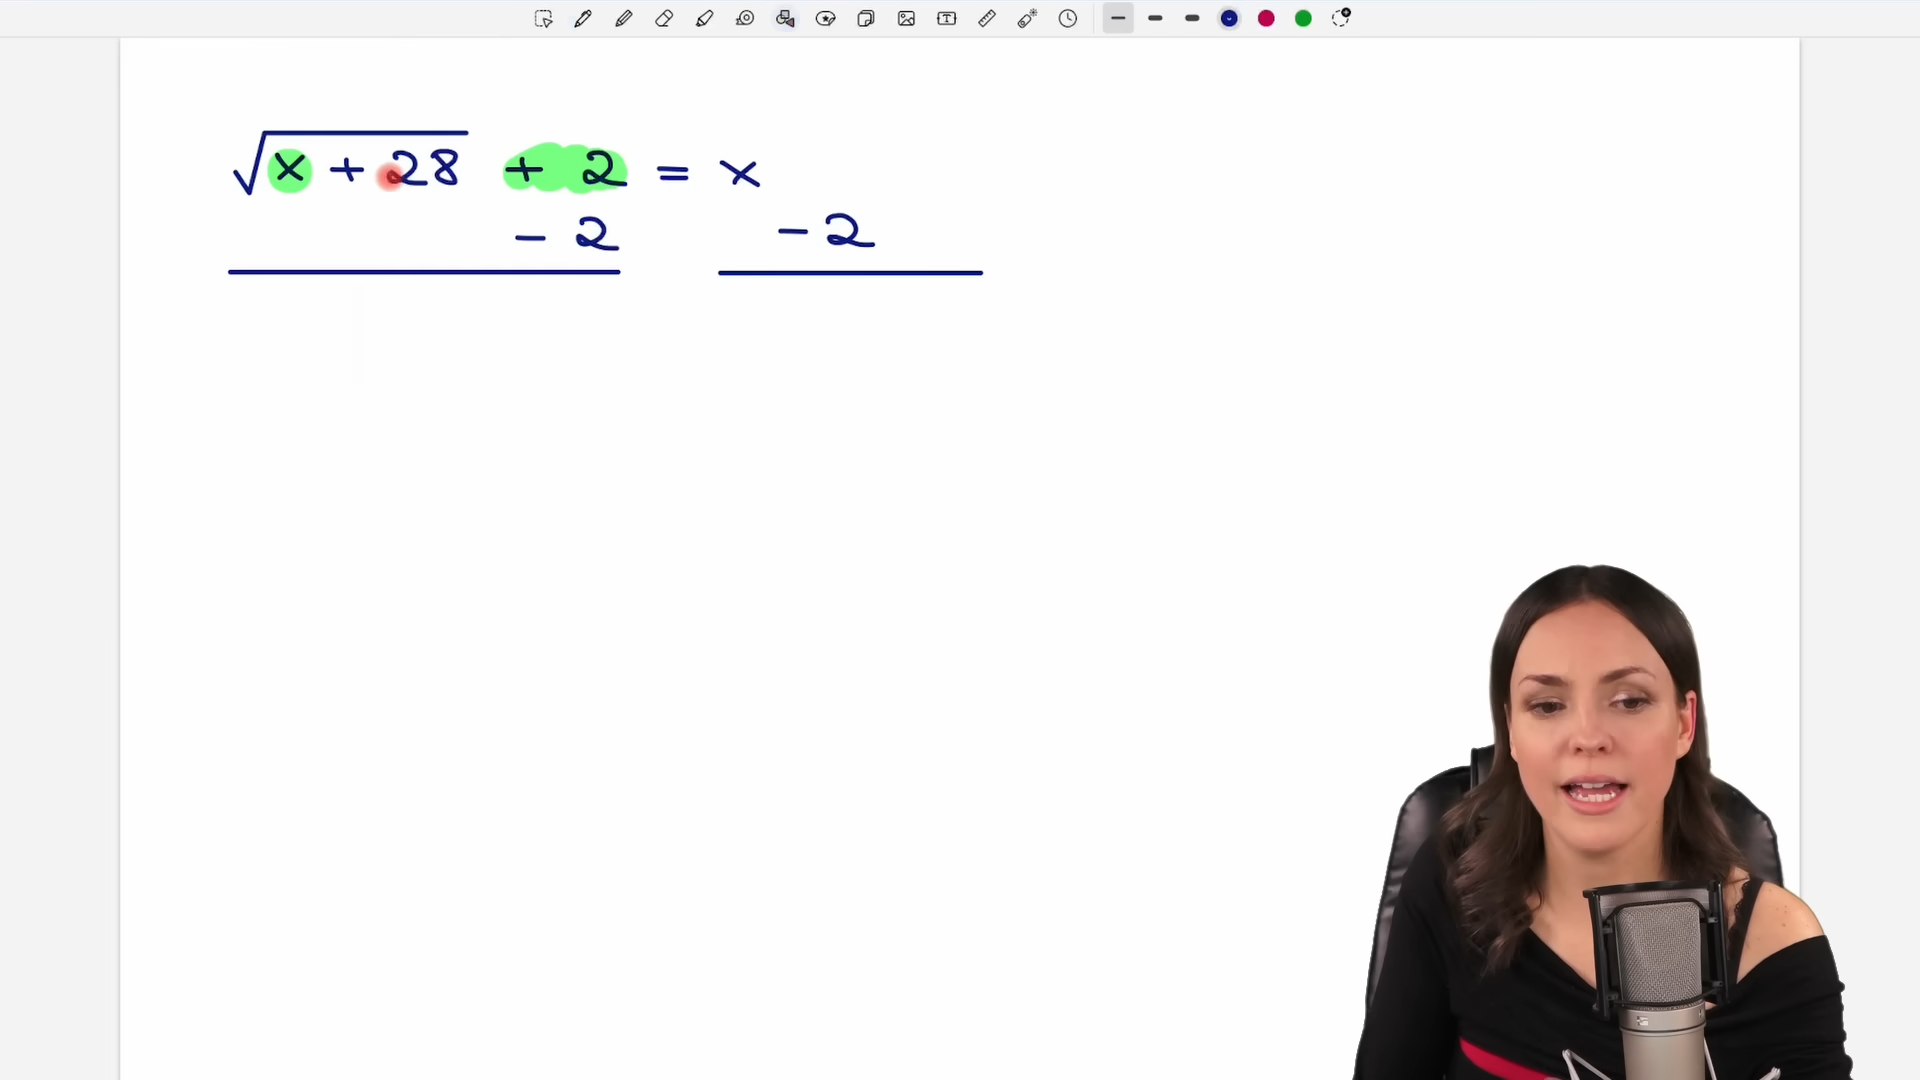 √(x + 28) + 2 = x
- 2 - 2